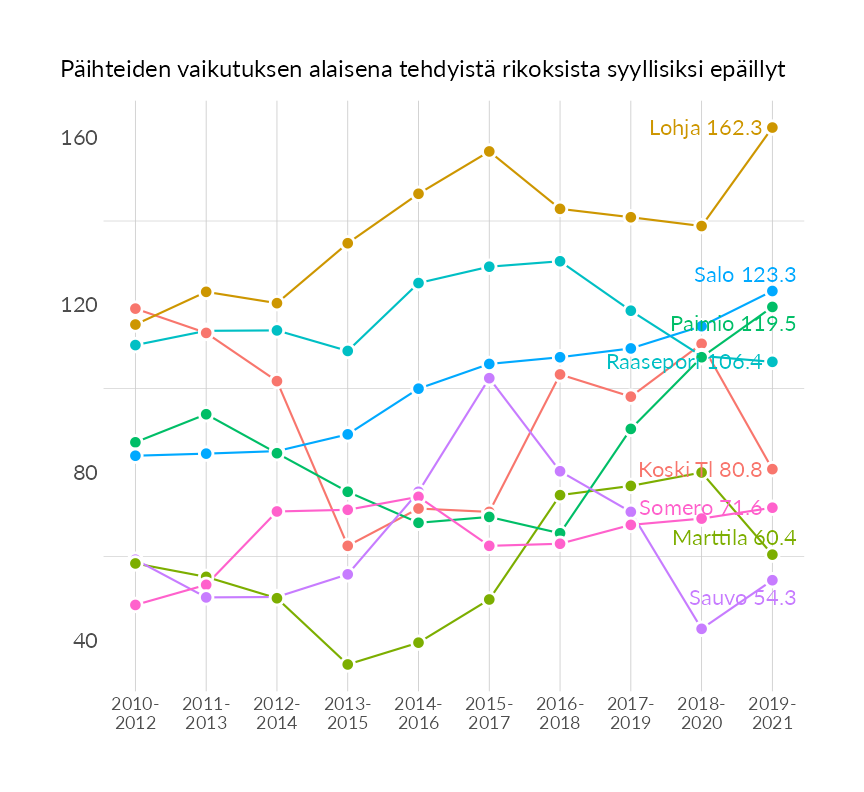 Päihteiden vaikutuksen alaisena tehdyistä rikoksista syyllisiksi epäillyt
160
120
80
40
Lohja 162.3
Salo 123.3
Paimio 119.5
Raasepori 106.4
Koski Tl 80.8
Somero 71.6
Marttila 60.4
Sauvo 54.3
2010-
2012
2011-
2013
2012-
2014
2013-
2015
2014-
2016
2015-
2017
2016-
2018
2017-
2019
2018-
2020
2019-
2021